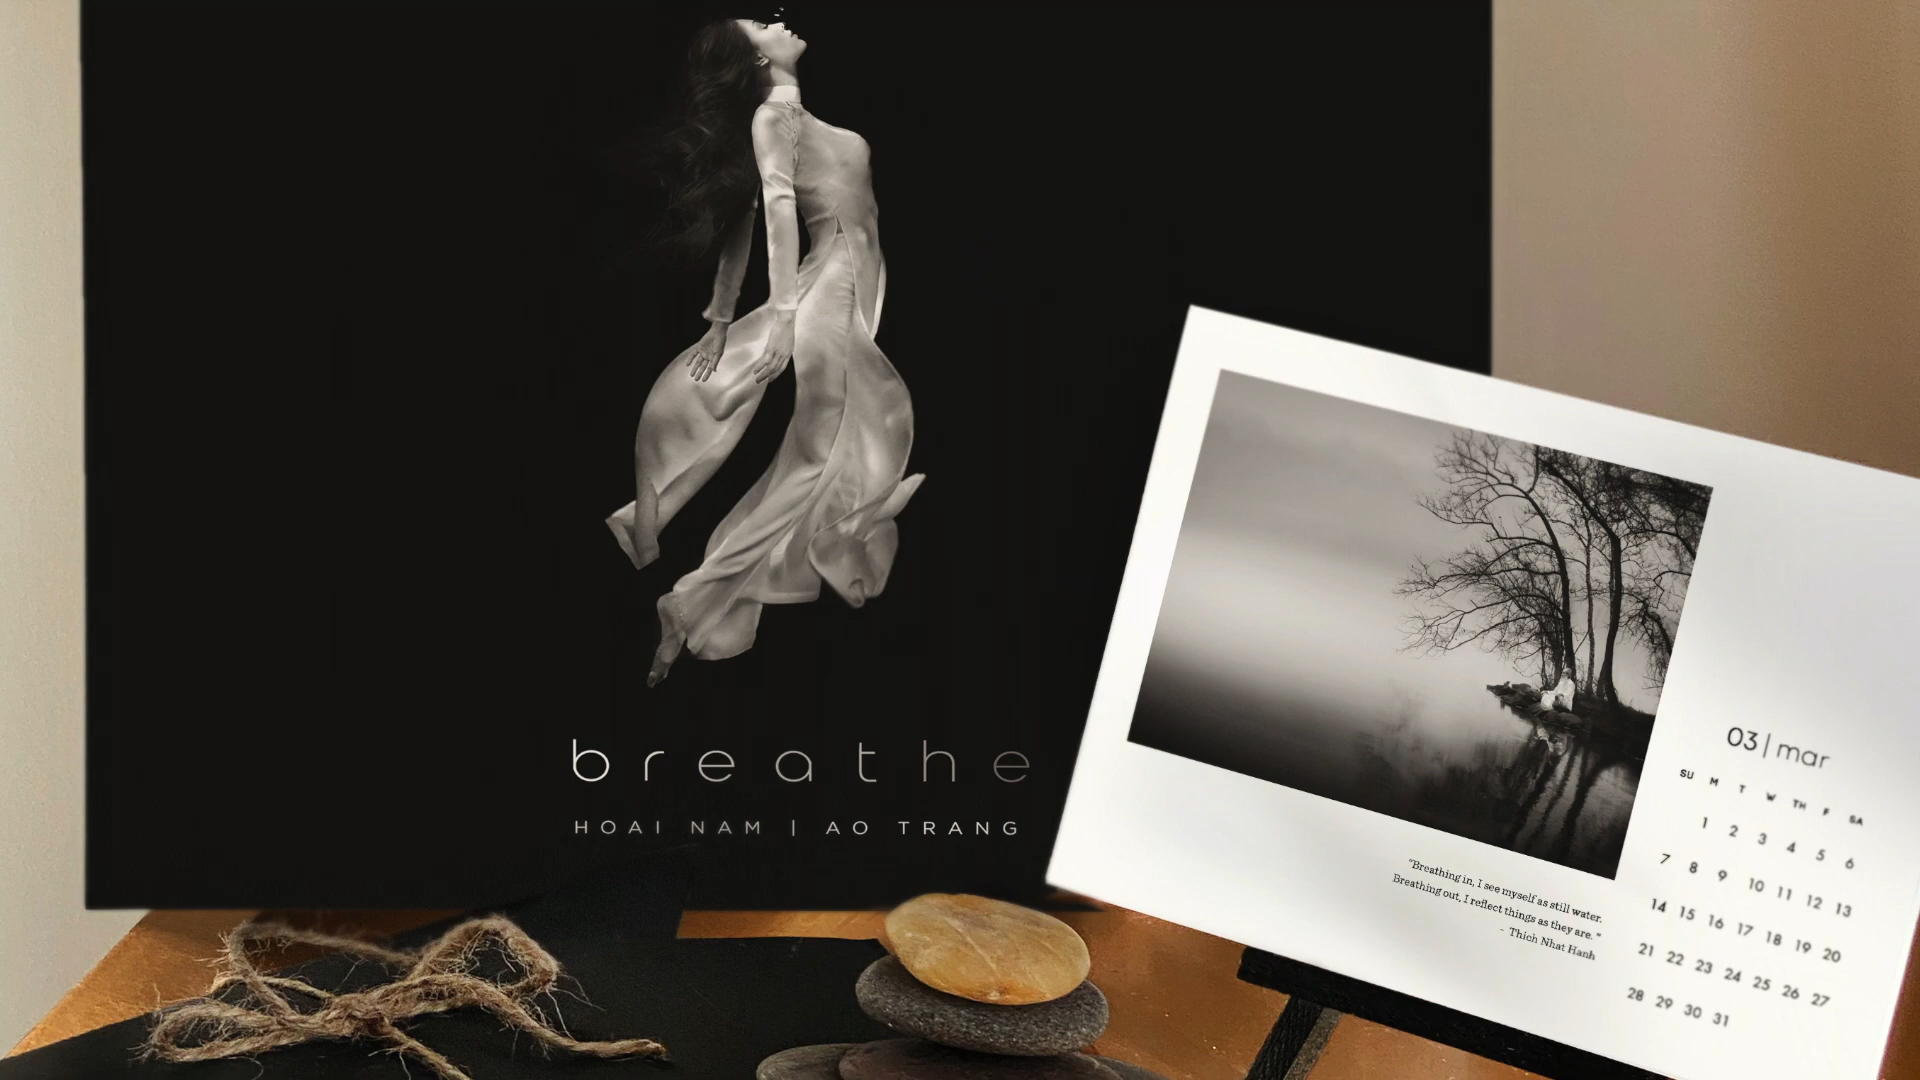 breathe
HOAI NAM | AO TRANG
03 | mar
SU M T W TH F SA
1 2 3 4 5 6
7 8 9 10 11 12 13
14 15 16 17 18 19 20
21 22 23 24 25 26 27
28 29 30 31
"Breathing in, I see myself as still water.
Breathing out, I reflect things as they are."
- Thich Nhat Hanh